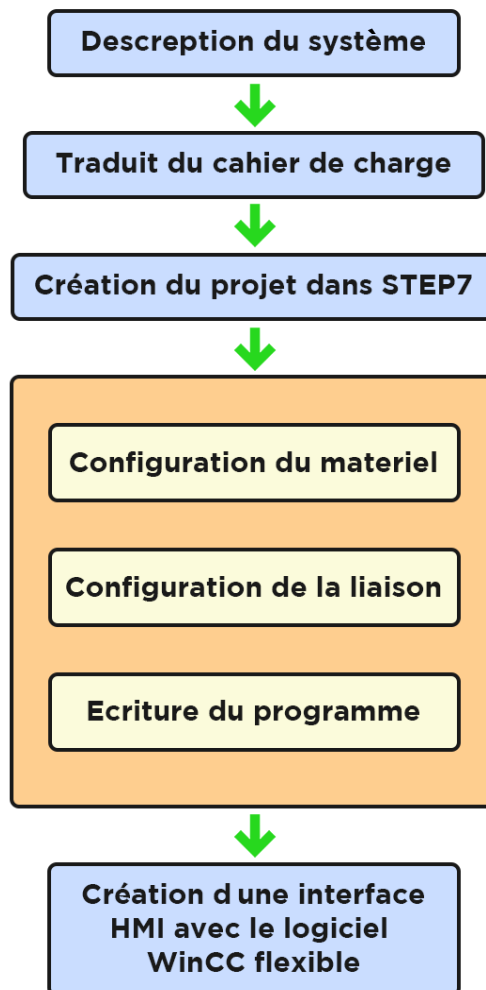 Descreption du système
Traduit du cahier de charge
Création du projet dans STEP7
Configuration du materiel
Configuration de la liaison
Ecriture du programme
Création d une interface
HMI avec le logiciel
WinCC flexible